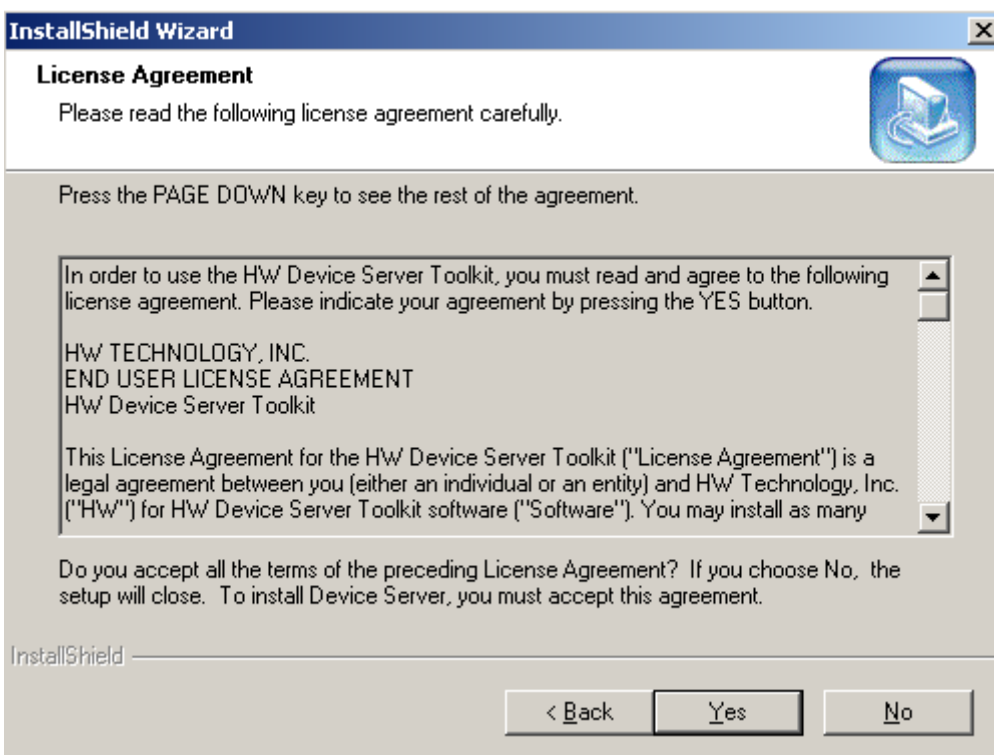 InstallShield Wizard
License Agreement
Please read the following license agreement carefully.
Press the PAGE DOWN key to see the rest of the agreement.
In order to use the HW Device Server Toolkit, you must read and agree to the following
license agreement. Please indicate your agreement by pressing the YES button.
HW TECHNOLOGY, INC.
END USER LICENSE AGREEMENT
HW Device Server Toolkit
This License Agreement for the HW Device Server Toolkit ("License Agreement") is a
legal agreement between you (either an individual or an entity) and HW Technology, Inc.
("HW") for HW Device Server Toolkit software ("Software"). You may install as many
Do you accept all the terms of the preceding License Agreement?  If you choose No,  the
setup will close.  To install Device Server, you must accept this agreement.
InstallShield
< Back
Yes
No